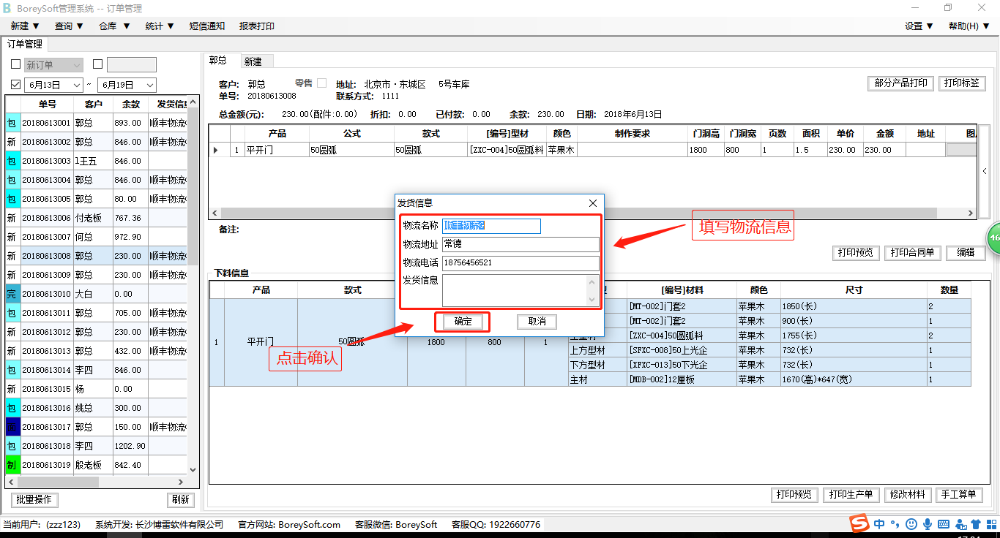 BoreySoft管理系统 -- 订单管理
新建 ▼ 查询 ▼ 仓库 ▼ 统计 ▼ 短信通知 报表打印 设置 ▼ 帮助(H) ▼
订单管理
新订单
6月13日 ~ 6月19日
单号 客户 余款 发货信息
包 20180613001 郭总 893.00 顺丰物流
新 20180613002 郭总 846.00 顺丰物流
包 20180613003 l王五 846.00
包 20180613004 郭总 846.00 顺丰物流
包 20180613005 郭总 80.00 顺丰物流
新 20180613006 付老板 767.36
新 20180613007 何总 972.90
新 20180613008 郭总 230.00 顺丰物流
新 20180613009 郭总 230.00 顺丰物流
完 20180613010 大白 0.00
包 20180613011 郭总 705.00 顺丰物流
新 20180613012 郭总 230.00 顺丰物流
新 20180613013 郭总 432.00 顺丰物流
包 20180613014 李四 846.00
新 20180613015 杨 0.00
包 20180613016 姚总 300.00
20180613017 郭总 150.00 顺丰物流
包 20180613018 李四 1202.90
制 20180613019 殷老板 842.40
批量操作 刷新
郭总 新建
客户: 郭总 零售 地址: 北京市·东城区 5号车库
单号: 20180613008 联系方式: 1111
部分产品打印 打印标签
总金额(元): 230.00(配件:0.00) 折扣: 0.00 已付款: 0.00 余款: 230.00 日期: 2018年6月13日
产品 公式 款式 [编号]型材 颜色 制作要求 门洞高 门洞宽 页数 面积 单价 金额 地址
1 平开门 50圆弧 50圆弧 [ZXC-004]50圆弧料 苹果木 1800 800 1 1.5 230.00 230.00
备注:
打印预览 打印合同单 编辑
发货信息
物流名称 顺丰物流
物流地址 常德
物流电话 18756456521
发货信息
确定 取消
填写物流信息
点击确认
46
下料信息
产品 款式 [编号]材料 颜色 尺寸 数量
1 平开门 50圆弧 1800 800 1
[MT-002]门套2 苹果木 1850(长) 2
[MT-002]门套2 苹果木 900(长) 1
[ZXC-004]50圆弧料 苹果木 1755(长) 2
上方型材 [SFXC-008]50上光企 苹果木 732(长) 1
下方型材 [XFXC-013]50下光企 苹果木 732(长) 1
主材 [MDB-002]12厘板 苹果木 1670(高)*647(宽) 1
打印预览 打印生产单 修改材料 手工算单
当前用户: (zzz123) 系统开发: 长沙博雷软件有限公司 官方网站: BoreySoft.com 客服微信: BoreySoft 客服QQ: 1922660776
中